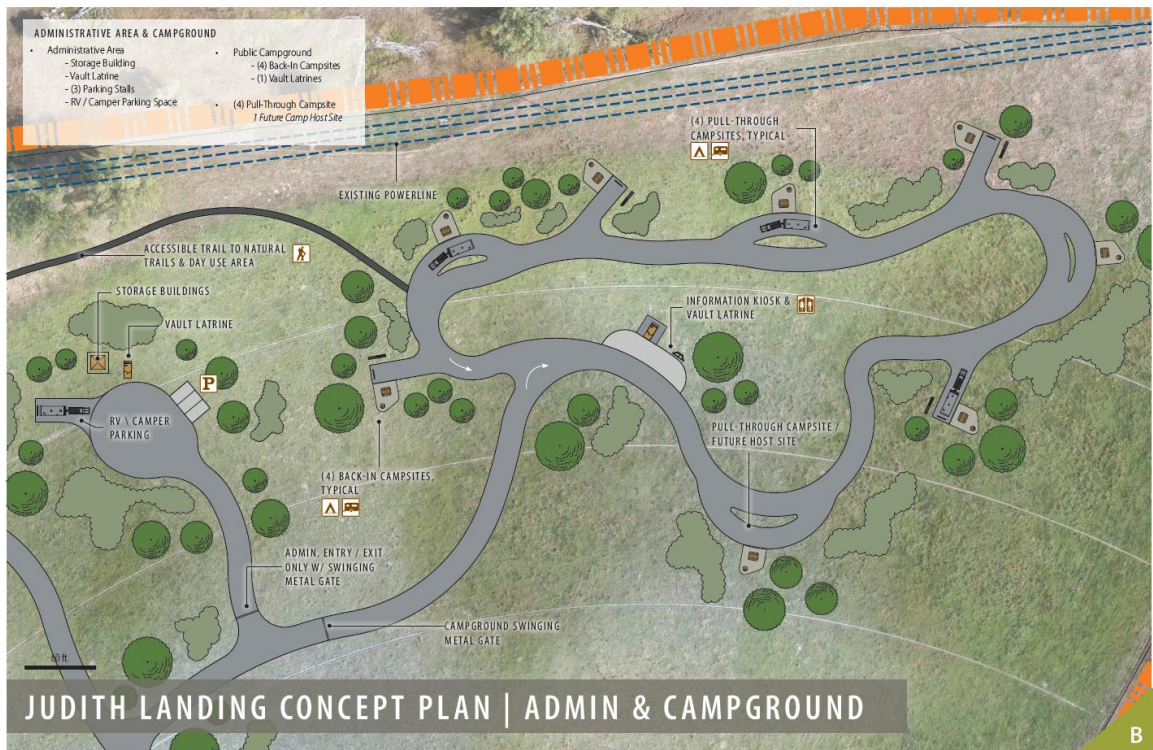 ADMINISTRATIVE AREA & CAMPGROUND
• Administrative Area
- Storage Building
- Vault Latrine
- (3) Parking Stalls
- RV / Camper Parking Space
• Public Campground
- (4) Back-In Campsites
- (1) Vault Latrines
• (4) Pull-Through Campsite
1 Future Camp Host Site
(4) PULL-THROUGH
CAMPSITES, TYPICAL
EXISTING POWERLINE
ACCESSIBLE TRAIL TO NATURAL
TRAILS & DAY USE AREA
STORAGE BUILDINGS
VAULT LATRINE
INFORMATION KIOSK &
VAULT LATRINE
P
RV \ CAMPER
PARKING
PULL-THROUGH CAMPSITE /
FUTURE HOST SITE
(4) BACK-IN CAMPSITES,
TYPICAL
ADMIN. ENTRY / EXIT
ONLY W/ SWINGING
METAL GATE
CAMPGROUND SWINGING
METAL GATE
60 ft.
JUDITH LANDING CONCEPT PLAN | ADMIN & CAMPGROUND
B